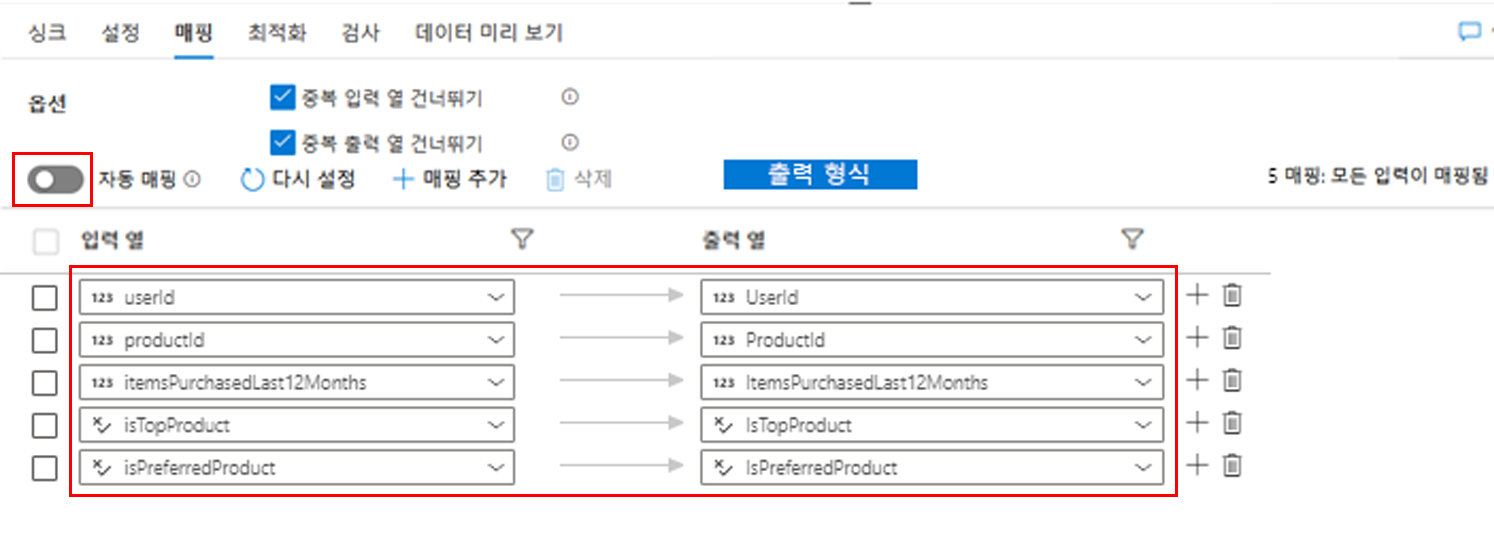 싱크 설정 매핑 최적화 검사 데이터 미리 보기
옵션 중복 입력 열 건너뛰기
중복 출력 열 건너뛰기
자동 매핑 다시 설정 매핑 추가 삭제 출력 형식 5 매핑: 모든 입력이 매핑됨
입력 열 출력 열
123 userId 123 UserId
123 productId 123 ProductId
123 itemsPurchasedLast12Months 123 ItemsPurchasedLast12Months
isTopProduct IsTopProduct
isPreferredProduct IsPreferredProduct